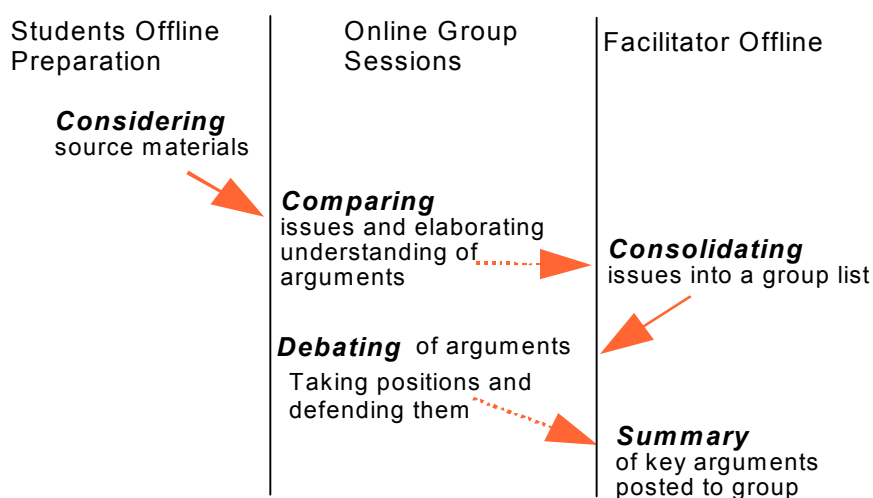 Students Offline
Preparation
Online Group
Sessions
Facilitator Offline
Considering
source materials
Comparing
issues and elaborating
understanding of
arguments
Consolidating
issues into a group list
Debating of arguments
Taking positions and
defending them
Summary
of key arguments
posted to group